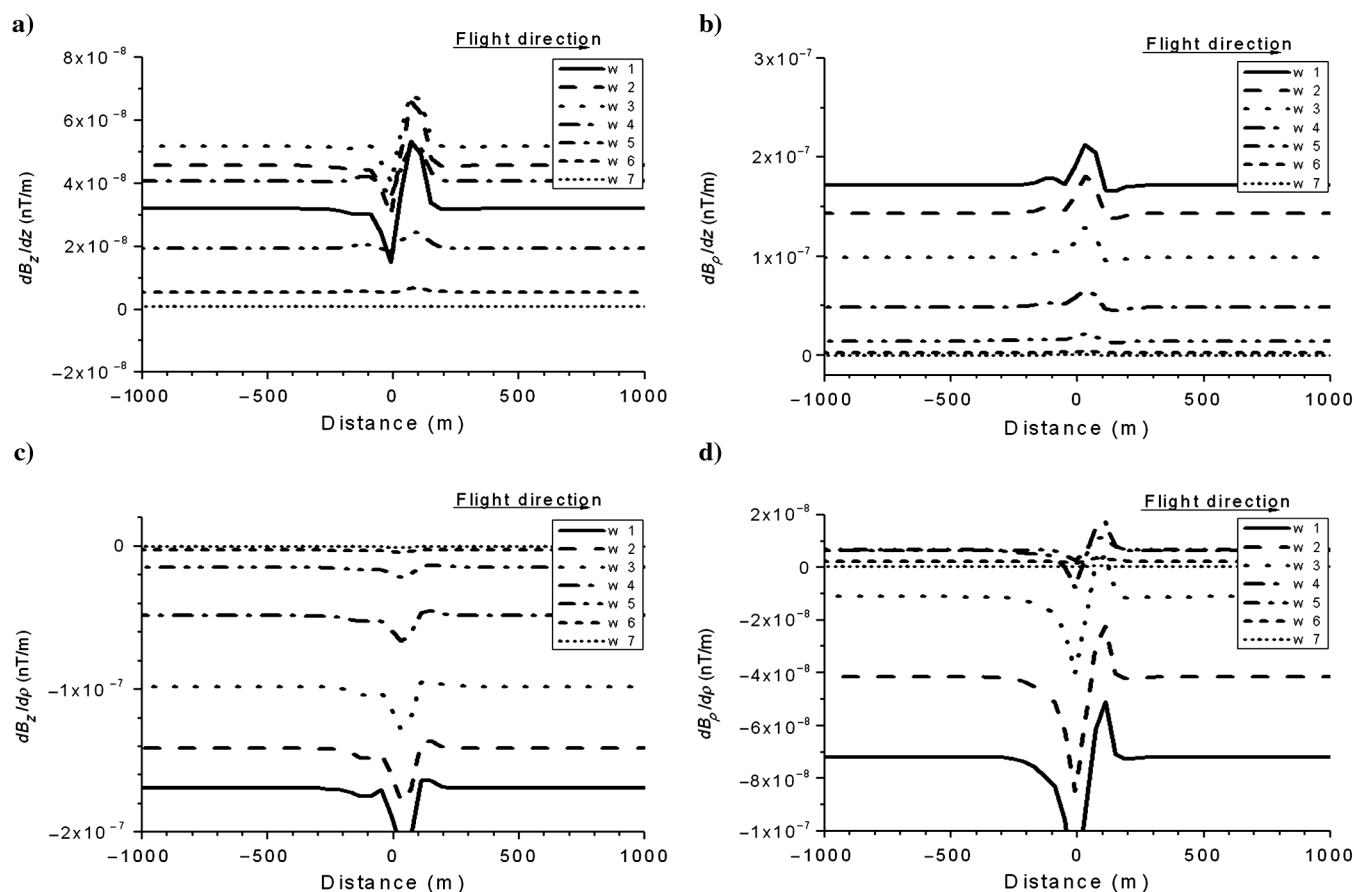 a)
Flight direction
8x10⁻⁸
6x10⁻⁸
4x10⁻⁸
2x10⁻⁸
0
−2x10⁻⁸
dB_z/dz (nT/m)
w 1
w 2
w 3
w 4
w 5
w 6
w 7
−1000 −500 0 500 1000
Distance (m)
b)
Flight direction
3x10⁻⁷
2x10⁻⁷
1x10⁻⁷
0
dB_ρ/dz (nT/m)
w 1
w 2
w 3
w 4
w 5
w 6
w 7
−1000 −500 0 500 1000
Distance (m)
c)
Flight direction
0
−1x10⁻⁷
−2x10⁻⁷
dB_z/dρ (nT/m)
w 1
w 2
w 3
w 4
w 5
w 6
w 7
−1000 −500 0 500 1000
Distance (m)
d)
Flight direction
2x10⁻⁸
0
−2x10⁻⁸
−4x10⁻⁸
−6x10⁻⁸
−8x10⁻⁸
−1x10⁻⁷
dB_ρ/dρ (nT/m)
w 1
w 2
w 3
w 4
w 5
w 6
w 7
−1000 −500 0 500 1000
Distance (m)